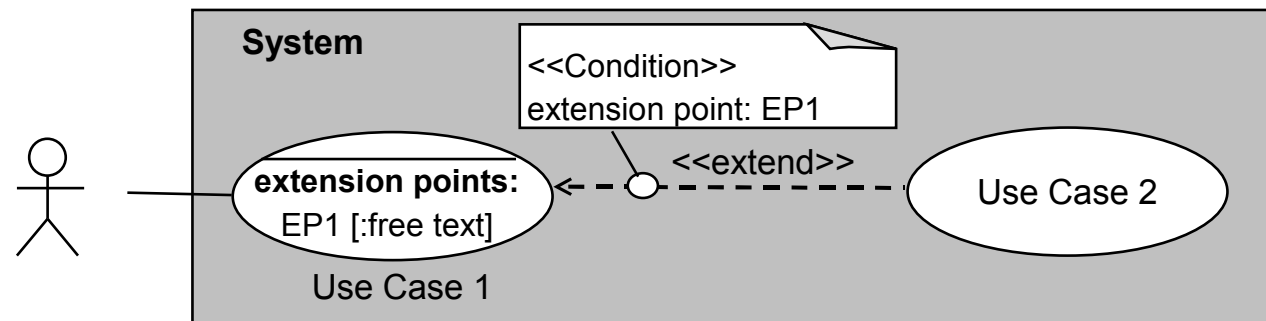 System
<<Condition>>
extension point: EP1
<<extend>>
extension points:
EP1 [:free text]
Use Case 1
Use Case 2